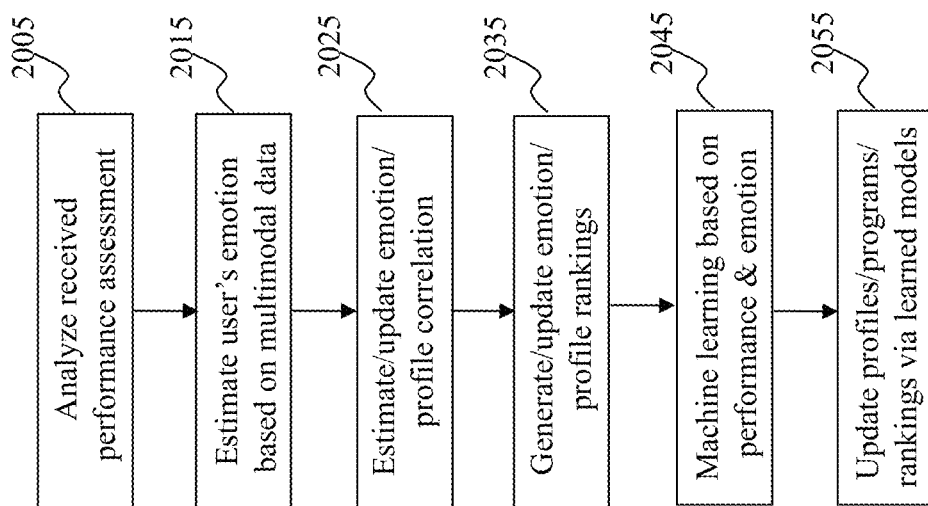 2005
Analyze received
performance assessment
2015
Estimate user's emotion
based on multimodal data
2025
Estimate/update emotion/
profile correlation
2035
Generate/update emotion/
profile rankings
2045
Machine learning based on
performance & emotion
2055
Update profiles/programs/
rankings via learned models